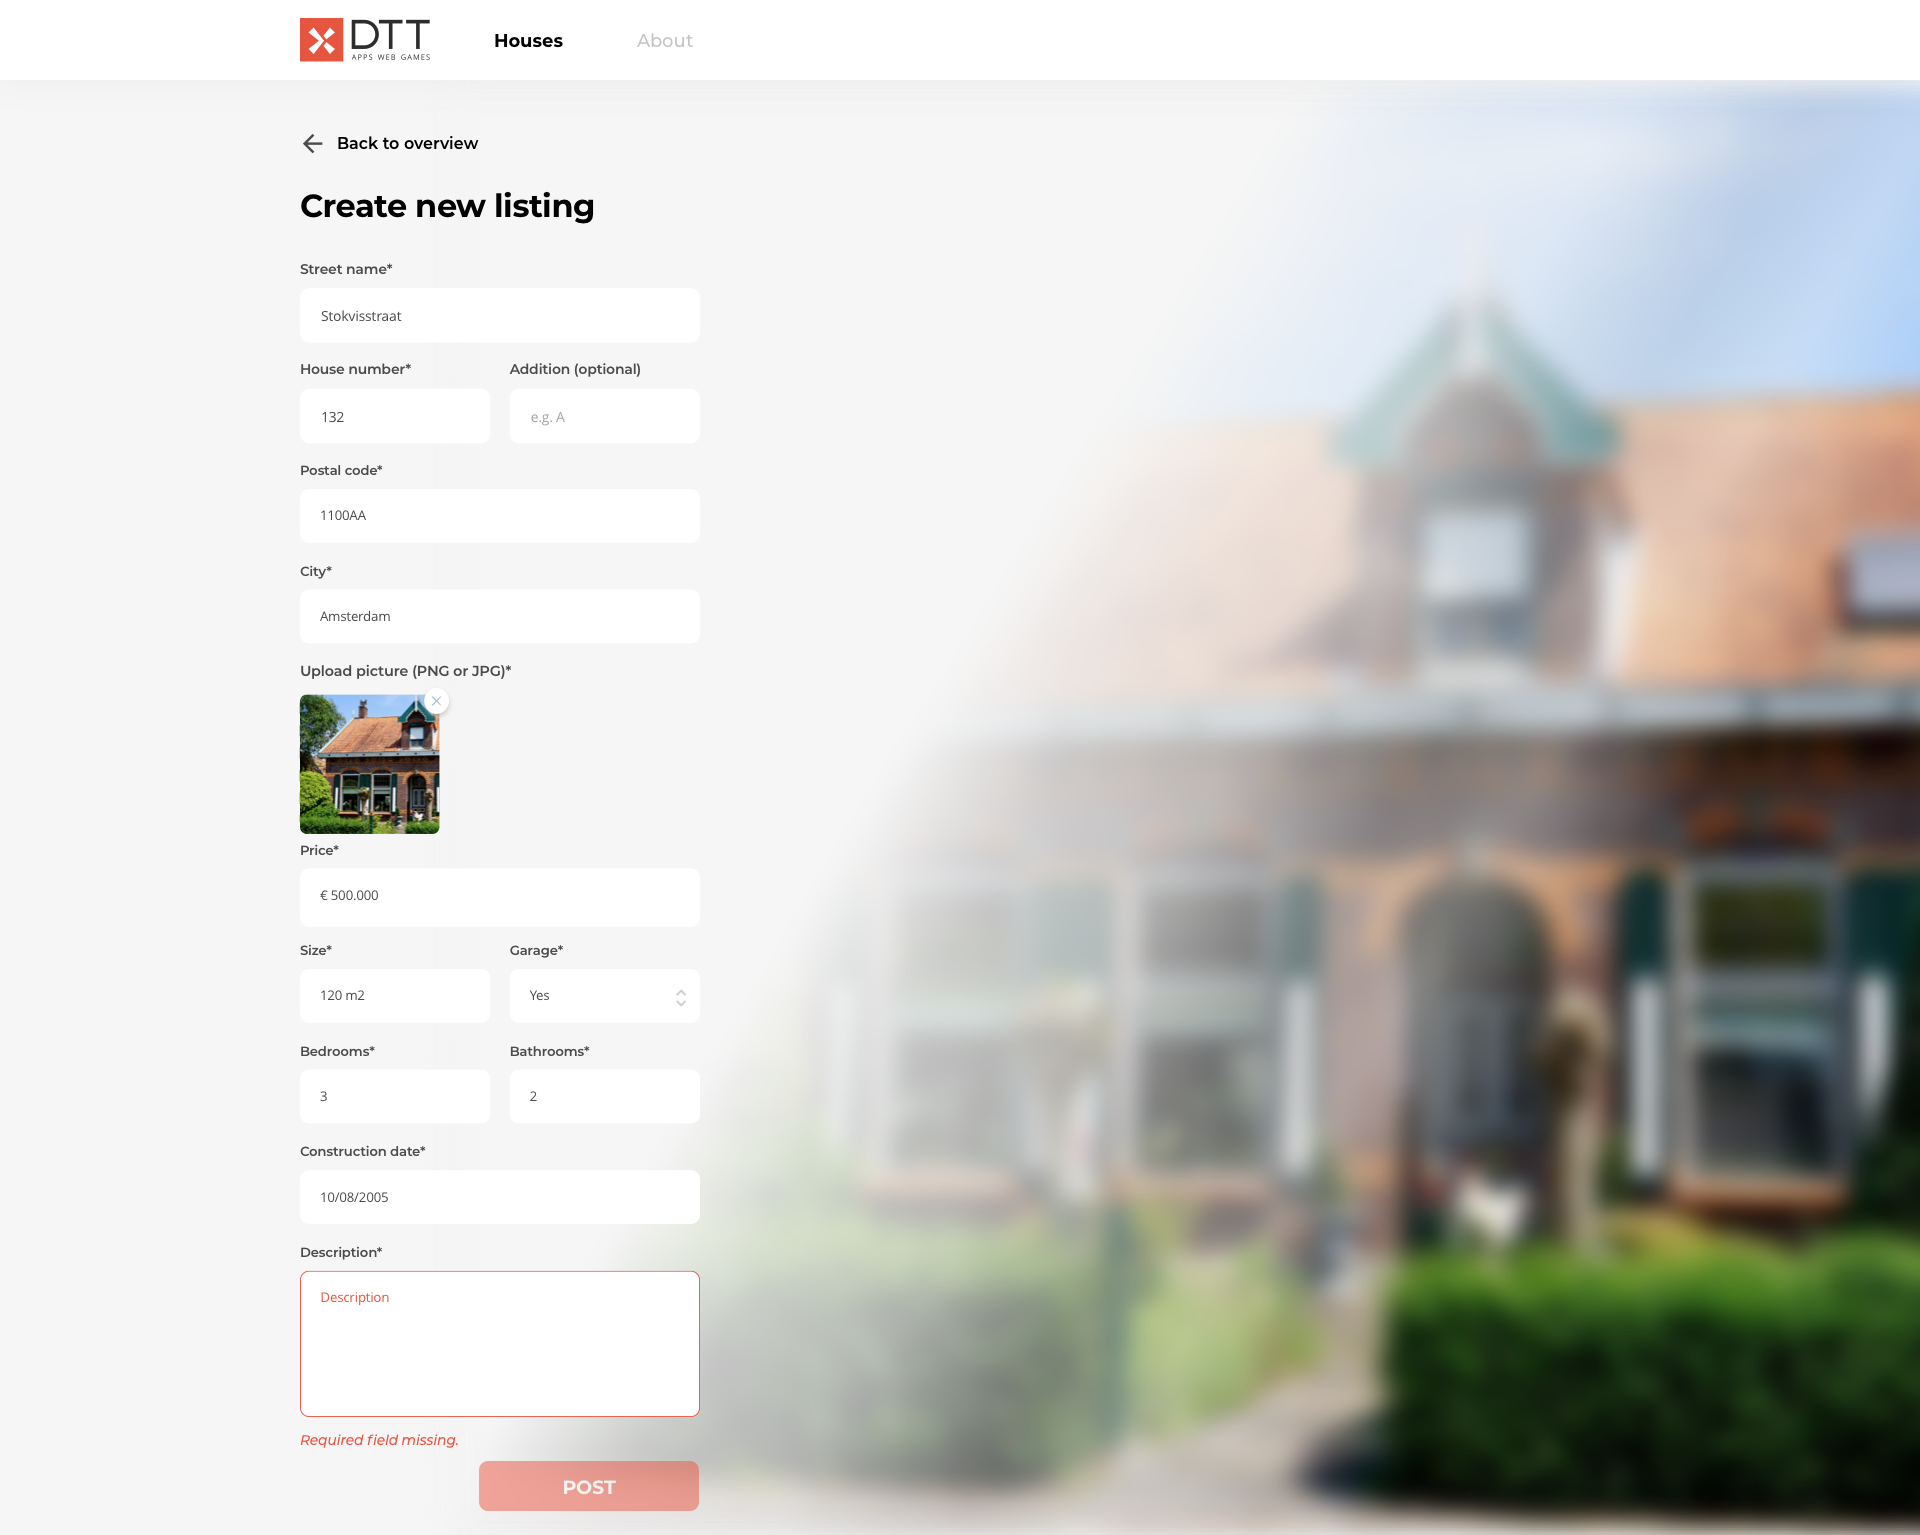 DTT
APPS WEB GAMES
Houses
About
Back to overview
Create new listing
Street name*
Stokvisstraat
House number*
Addition (optional)
132
e.g. A
Postal code*
1100AA
City*
Amsterdam
Upload picture (PNG or JPG)*
Price*
€ 500.000
Size*
Garage*
120 m2
Yes
Bedrooms*
Bathrooms*
3
2
Construction date*
10/08/2005
Description*
Description
Required field missing.
POST